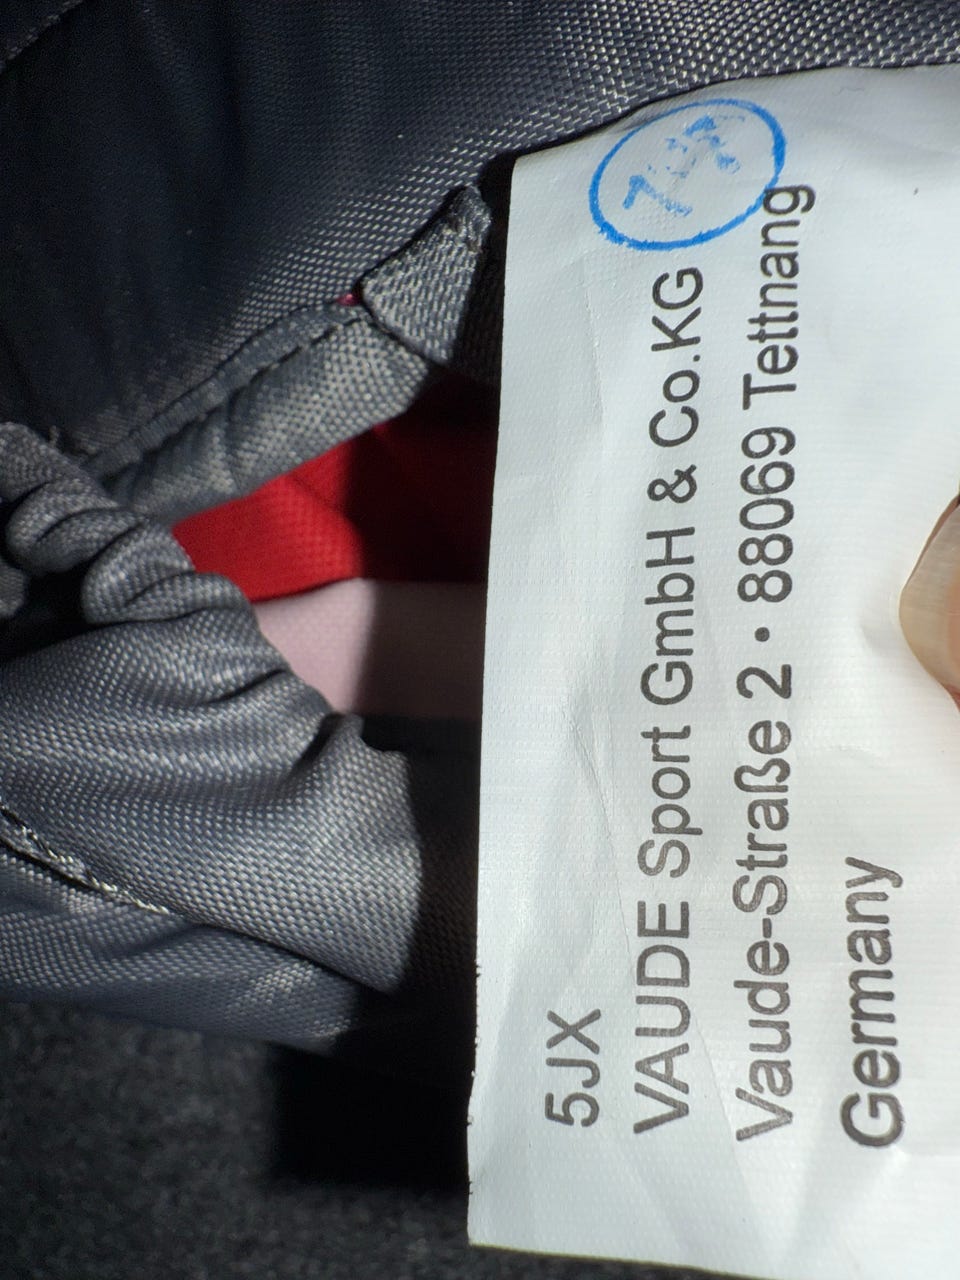 5JX
VAUDE Sport GmbH & Co.KG
Vaude-Straße 2 • 88069 Tettnang
Germany